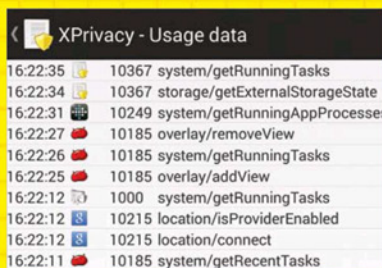 XPrivacy - Usage data
16:22:35 10367 system/getRunningTasks
16:22:34 10367 storage/getExternalStorageState
16:22:31 10249 system/getRunningAppProcesses
16:22:27 10185 overlay/removeView
16:22:26 10185 system/getRunningTasks
16:22:25 10185 overlay/addView
16:22:12 1000 system/getRunningTasks
16:22:12 8 10215 location/isProviderEnabled
16:22:12 8 10215 location/connect
16:22:11 10185 system/getRecentTasks